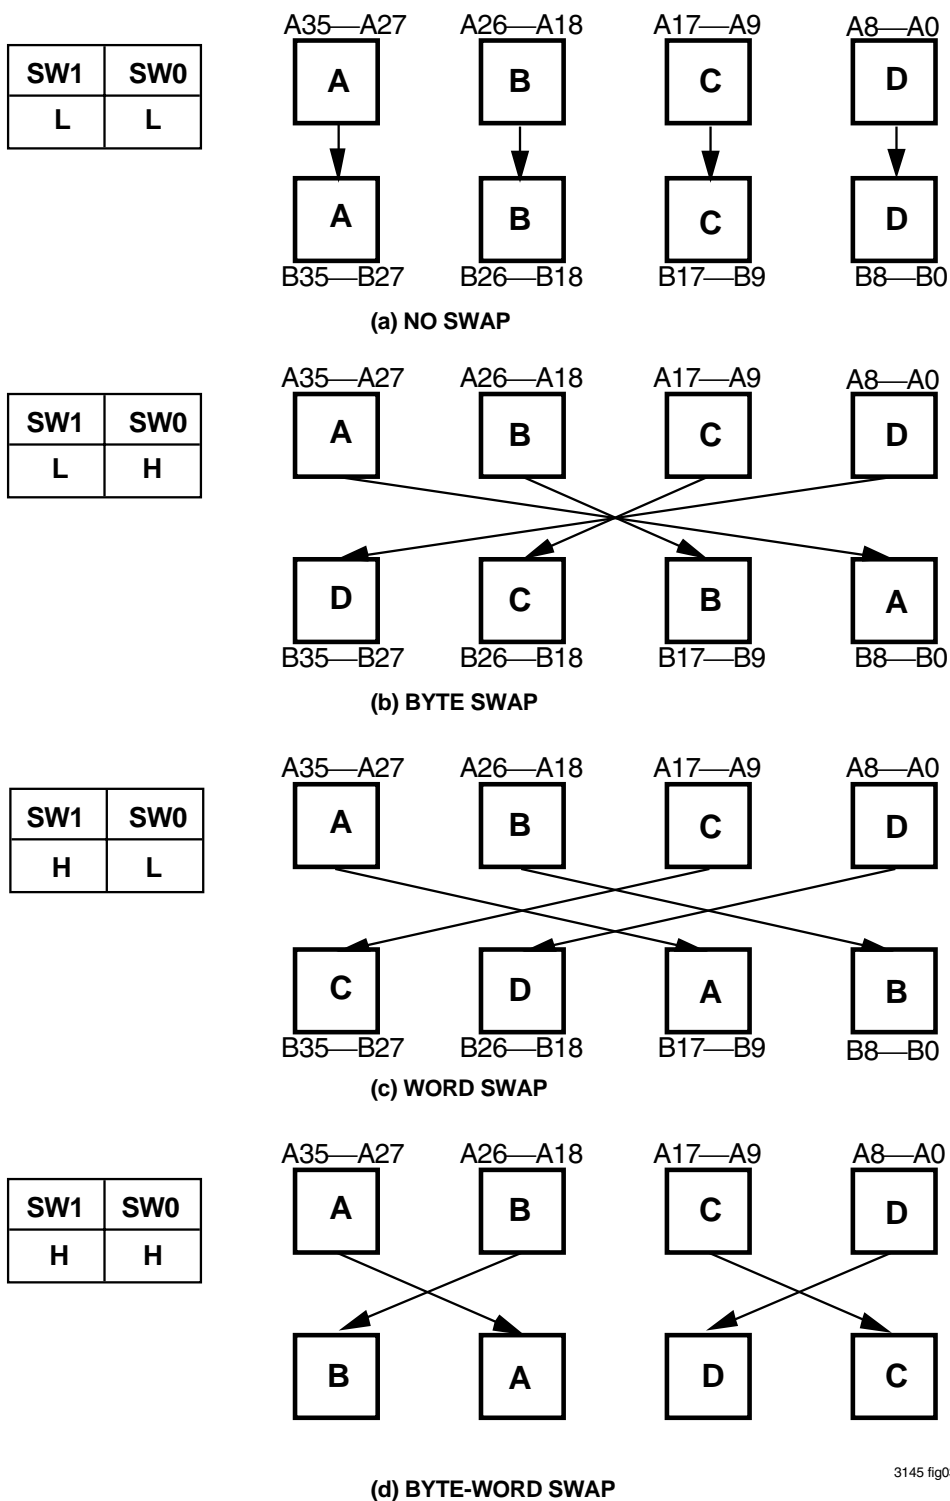 A35—A27 A26—A18 A17—A9 A8—A0
SW1 SW0 A B C D
L L
A B C D
B35—B27 B26—B18 B17—B9 B8—B0
(a) NO SWAP
A35—A27 A26—A18 A17—A9 A8—A0
SW1 SW0 A B C D
L H
D C B A
B35—B27 B26—B18 B17—B9 B8—B0
(b) BYTE SWAP
A35—A27 A26—A18 A17—A9 A8—A0
SW1 SW0 A B C D
H L
C D A B
B35—B27 B26—B18 B17—B9 B8—B0
(c) WORD SWAP
A35—A27 A26—A18 A17—A9 A8—A0
SW1 SW0 A B C D
H H
B A D C
3145 fig0
(d) BYTE-WORD SWAP